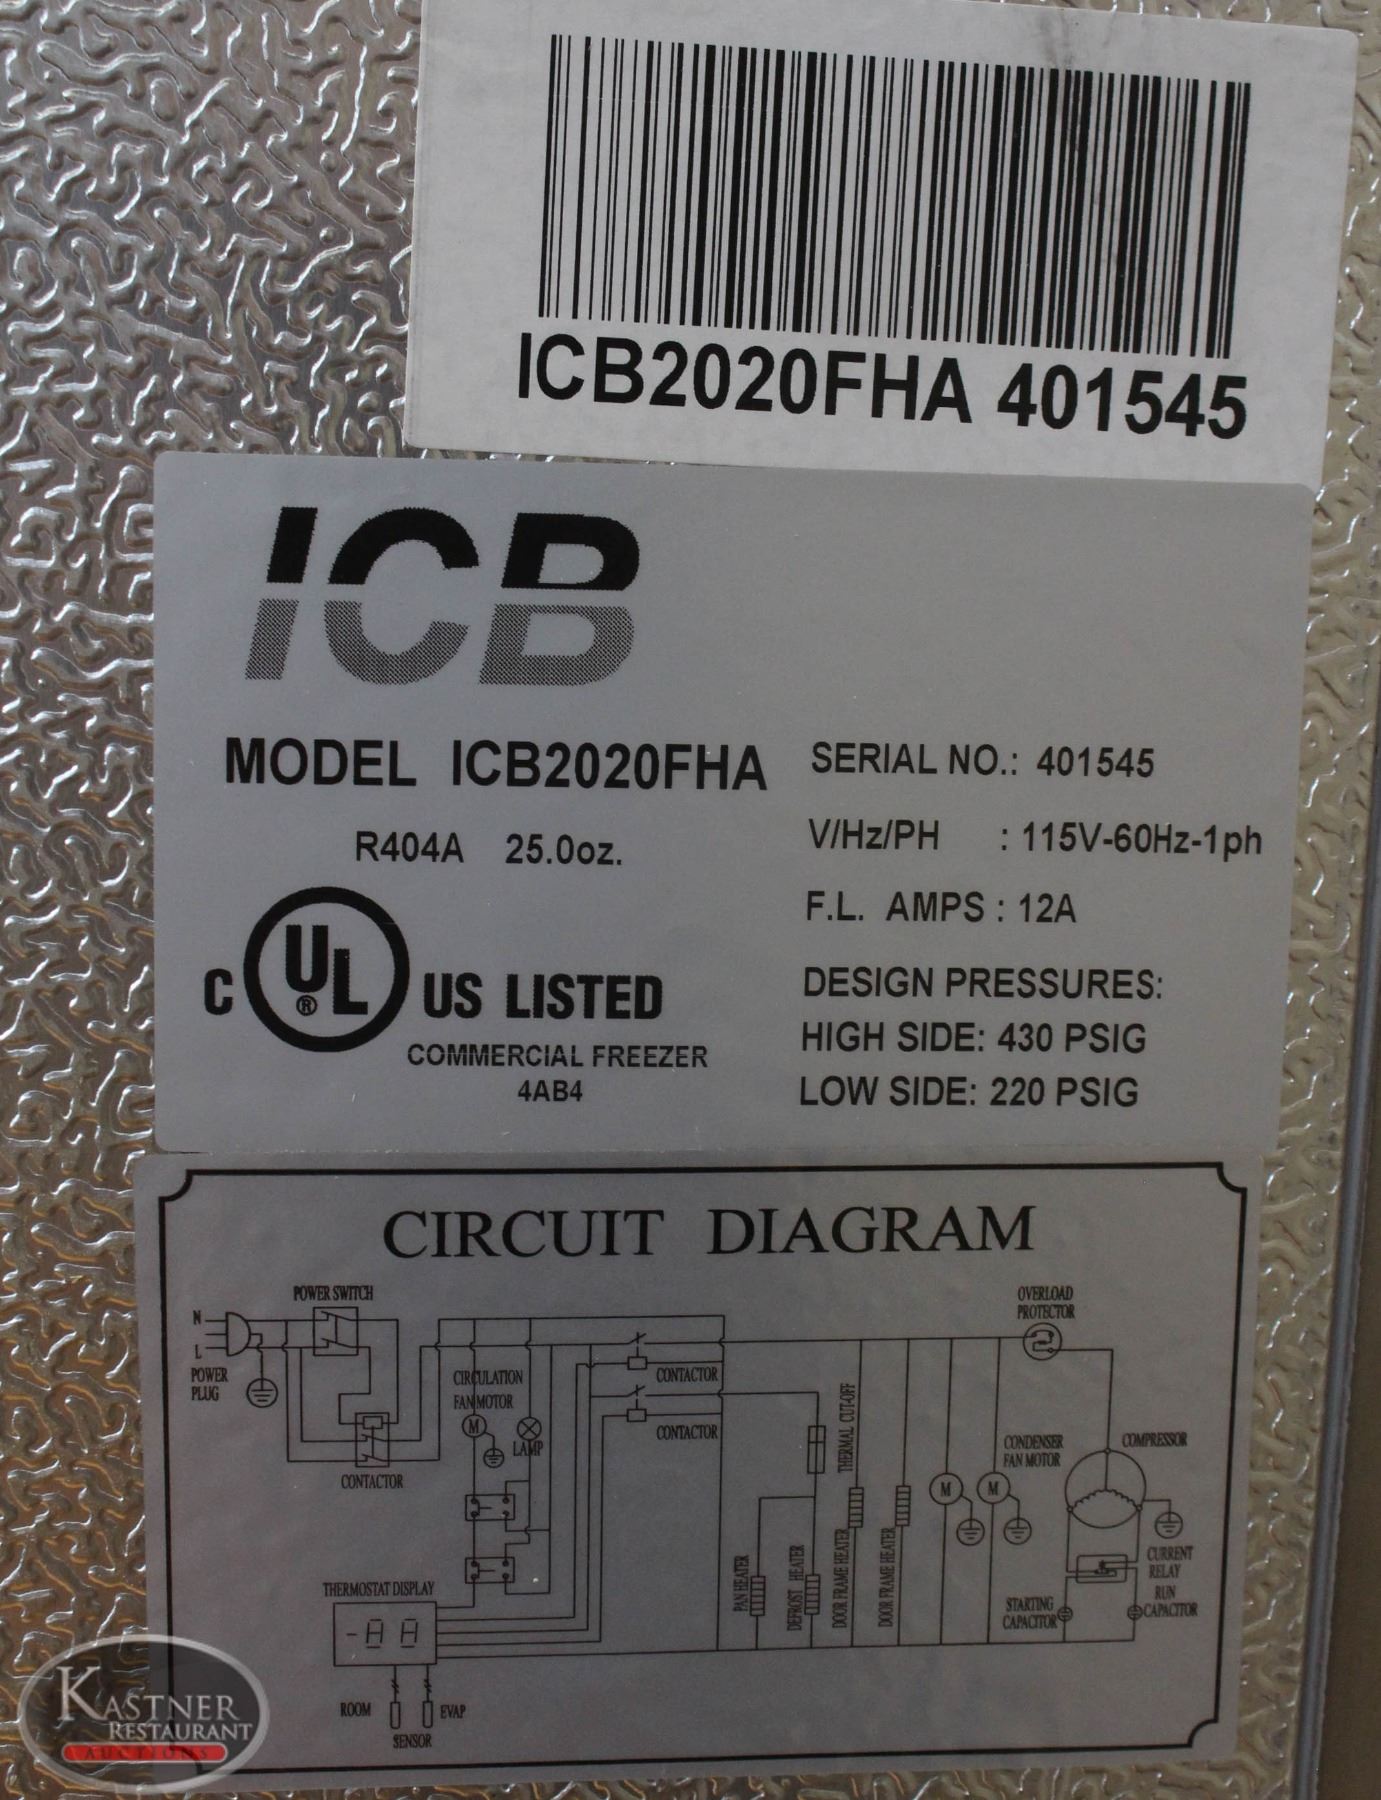 ICB2020FHA 401545
ICB
MODEL ICB2020FHA
R404A 25.0oz.
C UL® US LISTED
COMMERCIAL FREEZER
4AB4
SERIAL NO.: 401545
V/Hz/PH : 115V-60Hz-1ph
F.L. AMPS : 12A
DESIGN PRESSURES:
HIGH SIDE: 430 PSIG
LOW SIDE: 220 PSIG
CIRCUIT DIAGRAM
POWER SWITCH
N
L
POWER
PLUG
CONTACTOR
CIRCULATION
FAN MOTOR
M
LAMP
CONTACTOR
CONTACTOR
THERMOSTAT DISPLAY
ROOM
EVAP
SENSOR
PAN HEATER
DEFROST HEATER
THERMAL CUT-OFF
DOOR FRAME HEATER
DOOR FRAME HEATER
M
M
CONDENSER
FAN MOTOR
OVERLOAD
PROTECTOR
COMPRESSOR
CURRENT
RELAY
STARTING
CAPACITOR
RUN
CAPACITOR
KASTNER
RESTAURANT
AUCTIONS